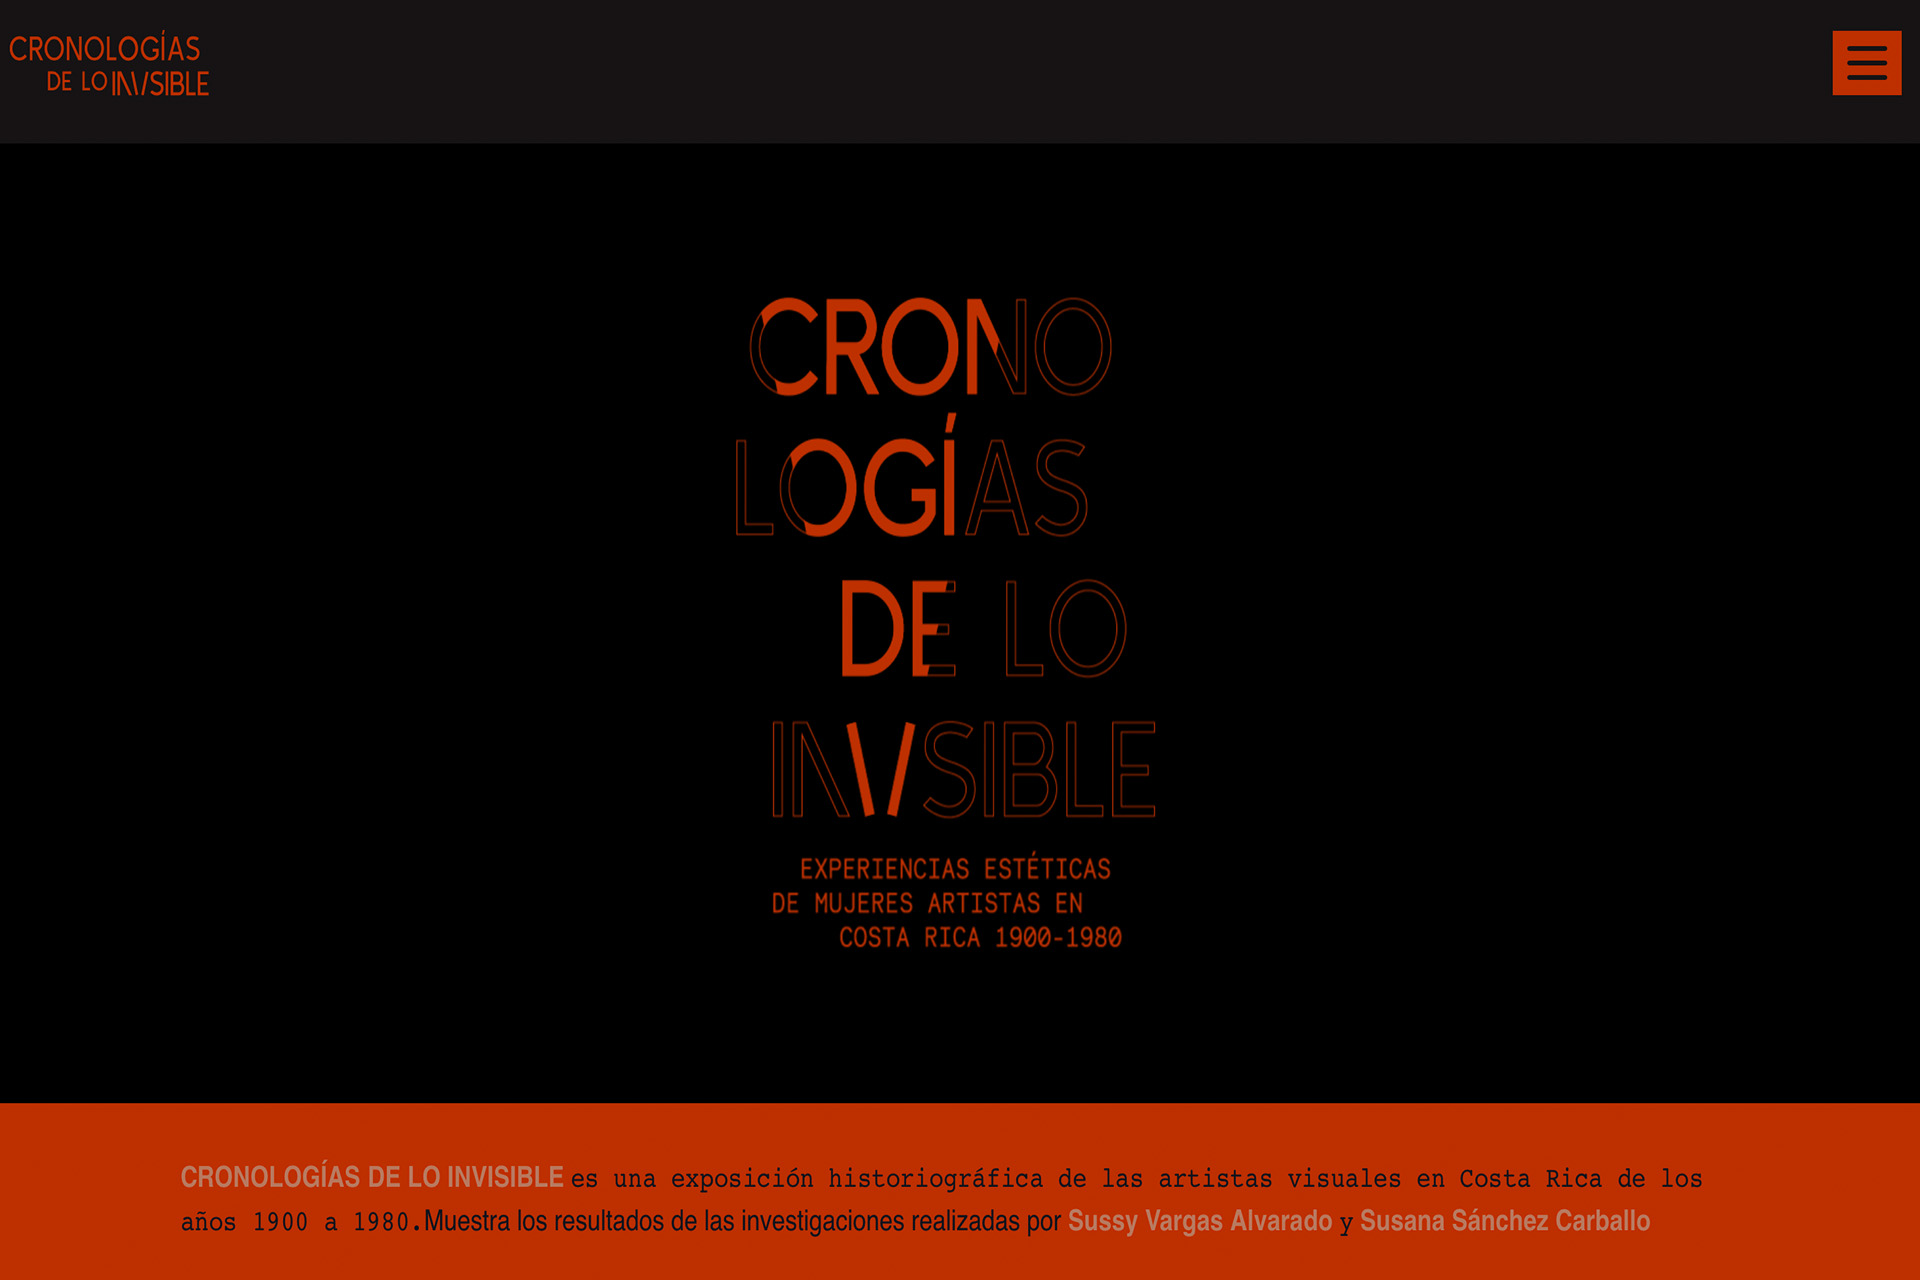 CRONOLOGÍAS
DE LO INVISIBLE
CRONO
LOGÍAS
DE LO
INVISIBLE
EXPERIENCIAS ESTÉTICAS
DE MUJERES ARTISTAS EN
COSTA RICA 1900-1980
CRONOLOGÍAS DE LO INVISIBLE es una exposición historiográfica de las artistas visuales en Costa Rica de los
años 1900 a 1980.Muestra los resultados de las investigaciones realizadas por Sussy Vargas Alvarado y Susana Sánchez Carballo